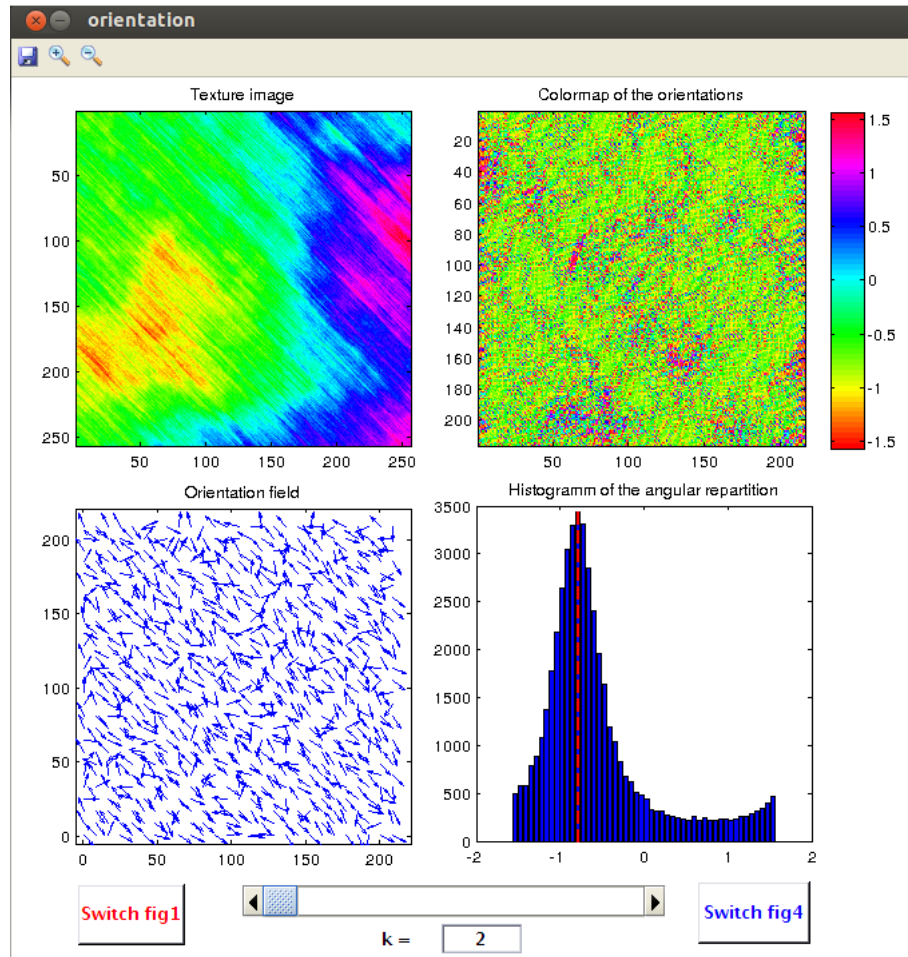 orientation
Texture image
50
100
150
200
250
50 100 150 200 250
Colormap of the orientations
20
40
60
80
100
120
140
160
180
200
50 100 150 200
1.5
1
0.5
0
-0.5
-1
-1.5
Orientation field
200
150
100
50
0
0 50 100 150 200
Histogramm of the angular repartition
3500
3000
2500
2000
1500
1000
500
0
-2 -1 0 1 2
Switch fig1
k = 2
Switch fig4